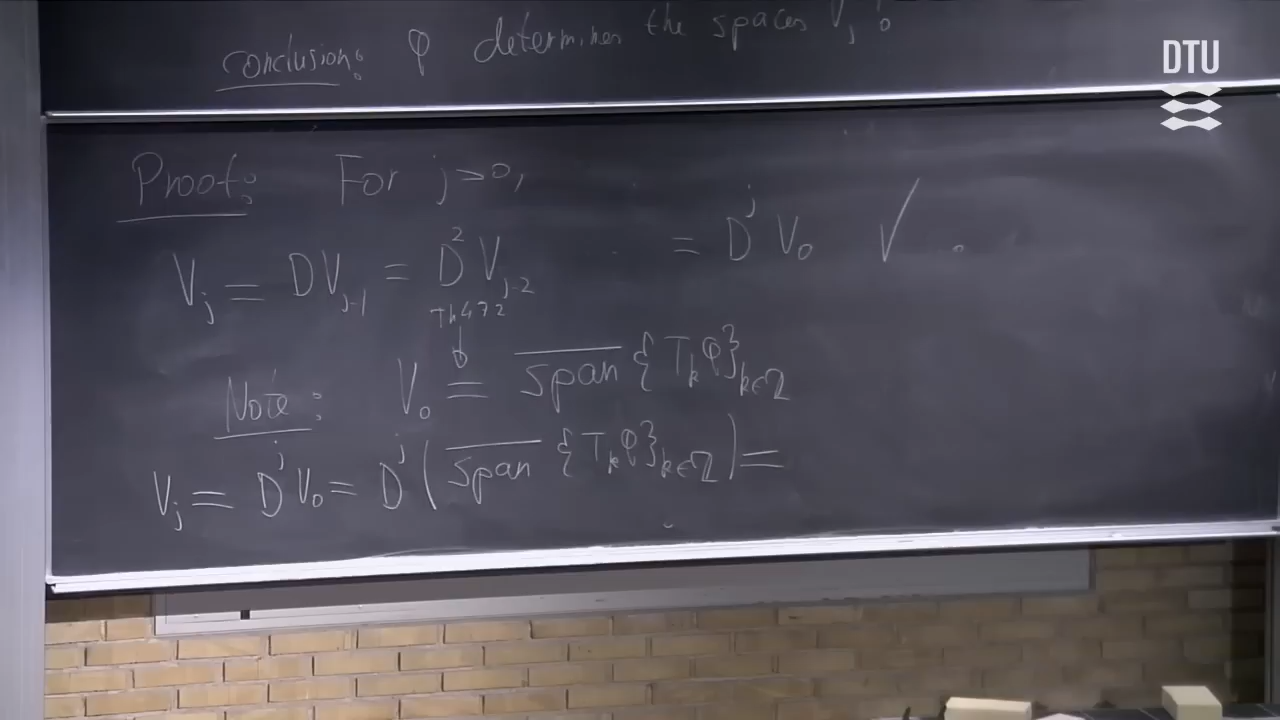 Conclusion: φ determines the spaces V_j!
DTU
Proof: For j>0,
V_j = DV_{j-1} = D^2 V_{j-2} = D^j V_0 ✓.
Th 4.7.2
↓
Note: V_0 = \overline{span} {T_k φ}_{k∈ℤ}
V_j = D^j V_0 = D^j ( \overline{span} {T_k φ}_{k∈ℤ} ) =